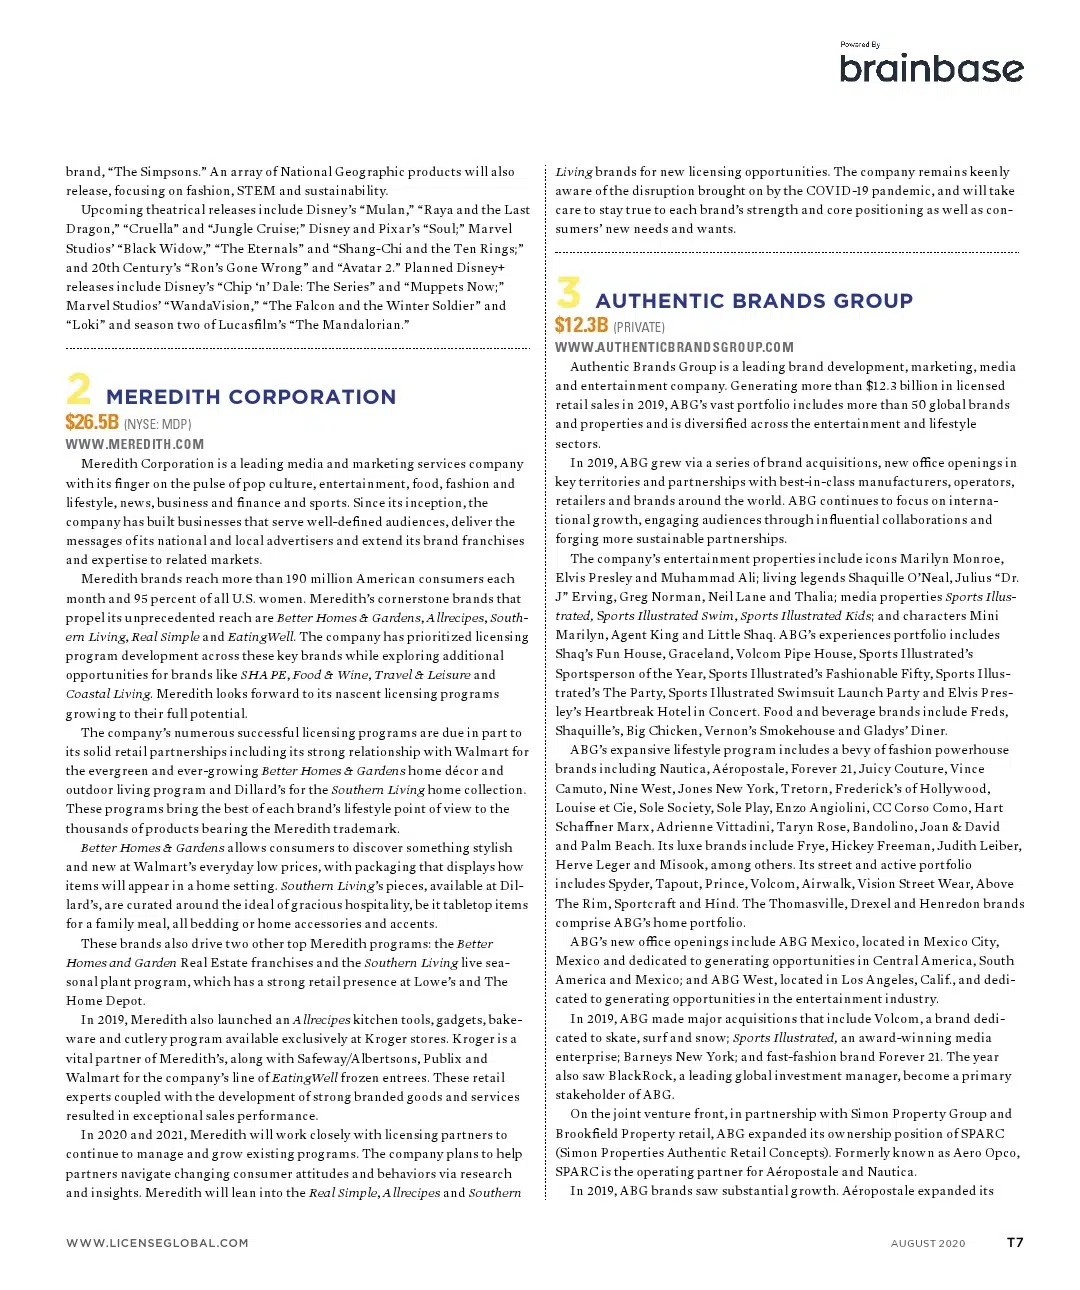 Powered By
brainbase
brand, “The Simpsons.” An array of National Geographic products will also
release, focusing on fashion, STEM and sustainability.
Upcoming theatrical releases include Disney’s “Mulan,” “Raya and the Last
Dragon,” “Cruella” and “Jungle Cruise;” Disney and Pixar’s “Soul;” Marvel
Studios’ “Black Widow,” “The Eternals” and “Shang-Chi and the Ten Rings;”
and 20th Century’s “Ron’s Gone Wrong” and “Avatar 2.” Planned Disney+
releases include Disney’s “Chip ‘n’ Dale: The Series” and “Muppets Now;”
Marvel Studios’ “WandaVision,” “The Falcon and the Winter Soldier” and
“Loki” and season two of Lucasfilm’s “The Mandalorian.”
2 MEREDITH CORPORATION
$26.5B (NYSE: MDP)
WWW.MEREDITH.COM
Meredith Corporation is a leading media and marketing services company
with its finger on the pulse of pop culture, entertainment, food, fashion and
lifestyle, news, business and finance and sports. Since its inception, the
company has built businesses that serve well-defined audiences, deliver the
messages of its national and local advertisers and extend its brand franchises
and expertise to related markets.
Meredith brands reach more than 190 million American consumers each
month and 95 percent of all U.S. women. Meredith’s cornerstone brands that
propel its unprecedented reach are Better Homes & Gardens, Allrecipes, South-
ern Living, Real Simple and EatingWell. The company has prioritized licensing
program development across these key brands while exploring additional
opportunities for brands like SHAPE, Food & Wine, Travel & Leisure and
Coastal Living. Meredith looks forward to its nascent licensing programs
growing to their full potential.
The company’s numerous successful licensing programs are due in part to
its solid retail partnerships including its strong relationship with Walmart for
the evergreen and ever-growing Better Homes & Gardens home décor and
outdoor living program and Dillard’s for the Southern Living home collection.
These programs bring the best of each brand’s lifestyle point of view to the
thousands of products bearing the Meredith trademark.
Better Homes & Gardens allows consumers to discover something stylish
and new at Walmart’s everyday low prices, with packaging that displays how
items will appear in a home setting. Southern Living’s pieces, available at Dil-
lard’s, are curated around the ideal of gracious hospitality, be it tabletop items
for a family meal, all bedding or home accessories and accents.
These brands also drive two other top Meredith programs: the Better
Homes and Garden Real Estate franchises and the Southern Living live sea-
sonal plant program, which has a strong retail presence at Lowe’s and The
Home Depot.
In 2019, Meredith also launched an Allrecipes kitchen tools, gadgets, bake-
ware and cutlery program available exclusively at Kroger stores. Kroger is a
vital partner of Meredith’s, along with Safeway/Albertsons, Publix and
Walmart for the company’s line of EatingWell frozen entrees. These retail
experts coupled with the development of strong branded goods and services
resulted in exceptional sales performance.
In 2020 and 2021, Meredith will work closely with licensing partners to
continue to manage and grow existing programs. The company plans to help
partners navigate changing consumer attitudes and behaviors via research
and insights. Meredith will lean into the Real Simple, Allrecipes and Southern
Living brands for new licensing opportunities. The company remains keenly
aware of the disruption brought on by the COVID-19 pandemic, and will take
care to stay true to each brand’s strength and core positioning as well as con-
sumers’ new needs and wants.
3 AUTHENTIC BRANDS GROUP
$12.3B (PRIVATE)
WWW.AUTHENTICBRANDSGROUP.COM
Authentic Brands Group is a leading brand development, marketing, media
and entertainment company. Generating more than $12.3 billion in licensed
retail sales in 2019, ABG’s vast portfolio includes more than 50 global brands
and properties and is diversified across the entertainment and lifestyle
sectors.
In 2019, ABG grew via a series of brand acquisitions, new office openings in
key territories and partnerships with best-in-class manufacturers, operators,
retailers and brands around the world. ABG continues to focus on interna-
tional growth, engaging audiences through influential collaborations and
forging more sustainable partnerships.
The company’s entertainment properties include icons Marilyn Monroe,
Elvis Presley and Muhammad Ali; living legends Shaquille O’Neal, Julius “Dr.
J” Erving, Greg Norman, Neil Lane and Thalia; media properties Sports Illus-
trated, Sports Illustrated Swim, Sports Illustrated Kids; and characters Mini
Marilyn, Agent King and Little Shaq. ABG’s experiences portfolio includes
Shaq’s Fun House, Graceland, Volcom Pipe House, Sports Illustrated’s
Sportsperson of the Year, Sports Illustrated’s Fashionable Fifty, Sports Illus-
trated’s The Party, Sports Illustrated Swimsuit Launch Party and Elvis Pres-
ley’s Heartbreak Hotel in Concert. Food and beverage brands include Freds,
Shaquille’s, Big Chicken, Vernon’s Smokehouse and Gladys’ Diner.
ABG’s expansive lifestyle program includes a bevy of fashion powerhouse
brands including Nautica, Aéropostale, Forever 21, Juicy Couture, Vince
Camuto, Nine West, Jones New York, Tretorn, Frederick’s of Hollywood,
Louise et Cie, Sole Society, Sole Play, Enzo Angiolini, CC Corso Como, Hart
Schaffner Marx, Adrienne Vittadini, Taryn Rose, Bandolino, Joan & David
and Palm Beach. Its luxe brands include Frye, Hickey Freeman, Judith Leiber,
Herve Leger and Misook, among others. Its street and active portfolio
includes Spyder, Tapout, Prince, Volcom, Airwalk, Vision Street Wear, Above
The Rim, Sportcraft and Hind. The Thomasville, Drexel and Henredon brands
comprise ABG’s home portfolio.
ABG’s new office openings include ABG Mexico, located in Mexico City,
Mexico and dedicated to generating opportunities in Central America, South
America and Mexico; and ABG West, located in Los Angeles, Calif., and dedi-
cated to generating opportunities in the entertainment industry.
In 2019, ABG made major acquisitions that include Volcom, a brand dedi-
cated to skate, surf and snow; Sports Illustrated, an award-winning media
enterprise; Barneys New York; and fast-fashion brand Forever 21. The year
also saw BlackRock, a leading global investment manager, become a primary
stakeholder of ABG.
On the joint venture front, in partnership with Simon Property Group and
Brookfield Property retail, ABG expanded its ownership position of SPARC
(Simon Properties Authentic Retail Concepts). Formerly known as Aero Opco,
SPARC is the operating partner for Aéropostale and Nautica.
In 2019, ABG brands saw substantial growth. Aéropostale expanded its
WWW.LICENSEGLOBAL.COM
AUGUST 2020 T7